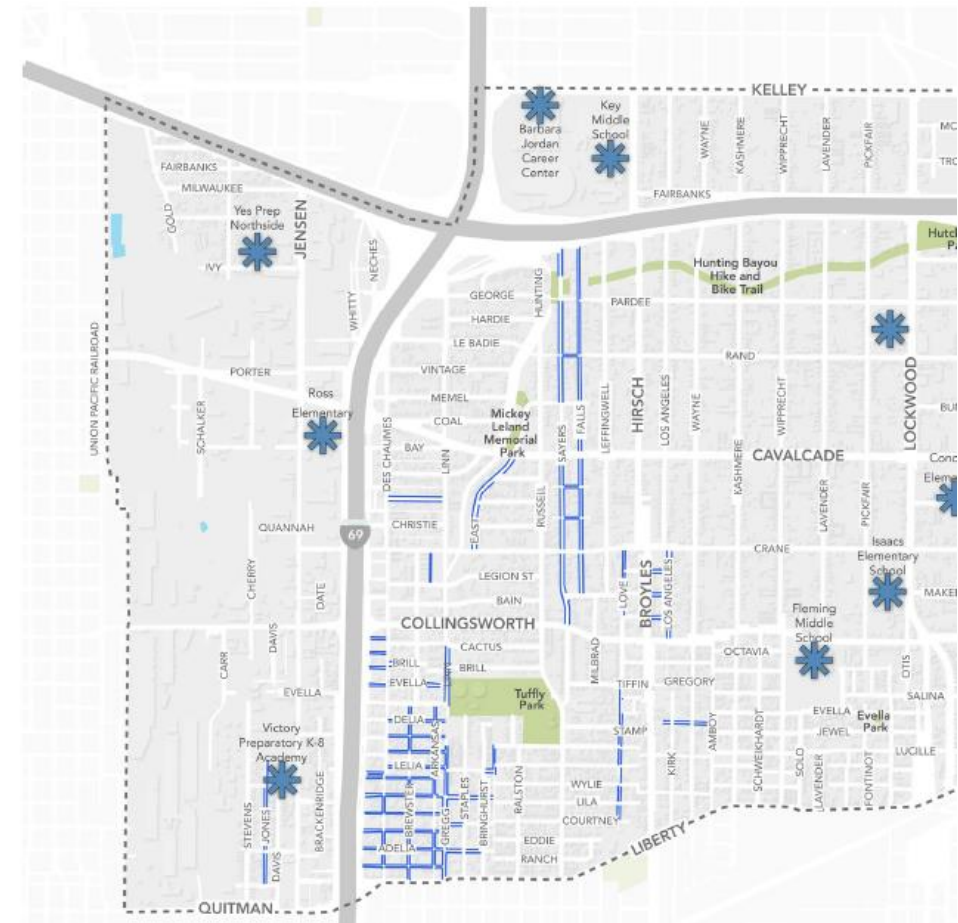 KELLEY
Barbara
Jordan
Career
Center
Key
Middle
School
WAYNE
KASHMERE
WIPPRECHT
LAVENDER
PICKFAIR
FAIRBANKS
FAIRBANKS
MILWAUKEE
GOLD
Yes Prep
Northside
JENSEN
IVY
NECHES
WHITTY
HUNTING
GEORGE
HARDIE
LE BADIE
Hunting Bayou
Hike and
Bike Trail
PARDEE
UNION PACIFIC RAILROAD
PORTER
SCHALKER
Ross
Elementary
VINTAGE
MEMEL
COAL
BAY
DES CHAUMES
LINN
Mickey
Leland
Memorial
Park
SAYERS
FALLS
LEFFINGWELL
HIRSCH
LOS ANGELES
WAYNE
RAND
WIPPRECHT
LOCKWOOD
KASHMERE
CAVALCADE
LAVENDER
PICKFAIR
CHRISTIE
EAST
RUSSELL
QUANNAH
69
CRANE
Isaacs
Elementary
School
CHERRY
DATE
LEGION ST
BAIN
LOVE
BROYLES
LOS ANGELES
COLLINGSWORTH
Fleming
Middle
School
DAVIS
CARR
CACTUS
BRILL
BRILL
EVELLA
EVELLA
Tuffly
Park
MILBRAD
OCTAVIA
OTIS
TIFFIN
GREGORY
SALINA
DELIA
ARKANSAS
STAMP
AMBOY
KIRK
SCHWEIKHARDT
SOLO
LAVENDER
EVELLA
JEWEL
Evella
Park
LUCILLE
FONTINOT
Victory
Preparatory K-8
Academy
STEVENS
JONES
DAVIS
BRACKENRIDGE
LELIA
BREWSTER
GREGG
STAPLES
BRINGHURST
RALSTON
WYLIE
LILA
COURTNEY
ADELIA
EDDIE
RANCH
LIBERTY
QUITMAN